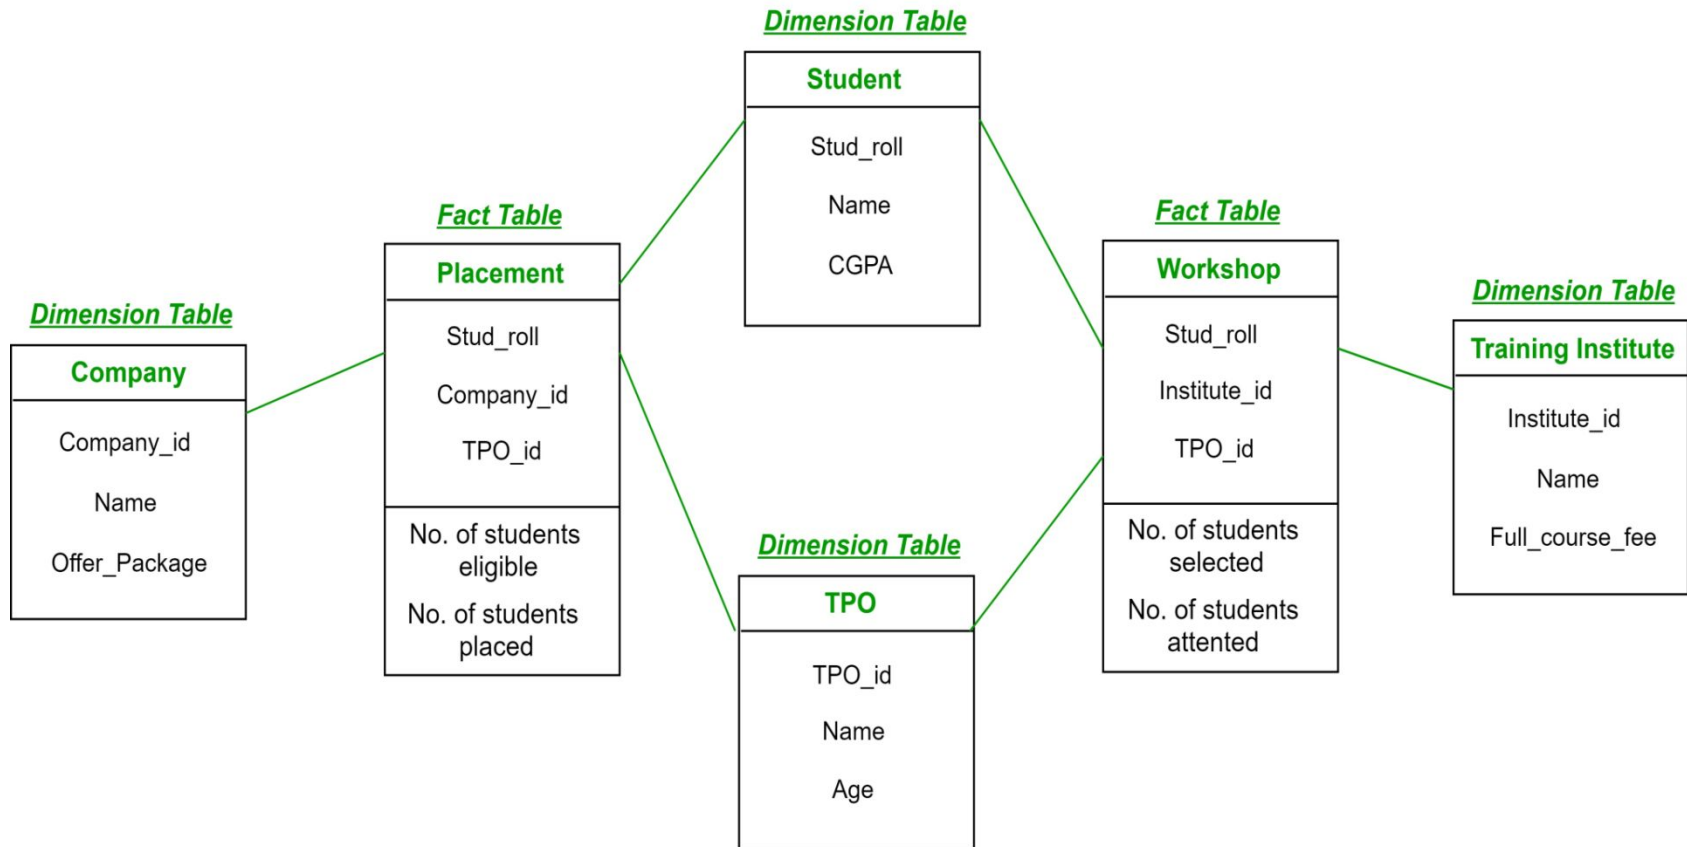 Dimension Table
Student
Stud_roll
Name
CGPA
Fact Table
Placement
Stud_roll
Company_id
TPO_id
No. of students
eligible
No. of students
placed
Fact Table
Workshop
Stud_roll
Institute_id
TPO_id
No. of students
selected
No. of students
attented
Dimension Table
Company
Company_id
Name
Offer_Package
Dimension Table
Training Institute
Institute_id
Name
Full_course_fee
Dimension Table
TPO
TPO_id
Name
Age